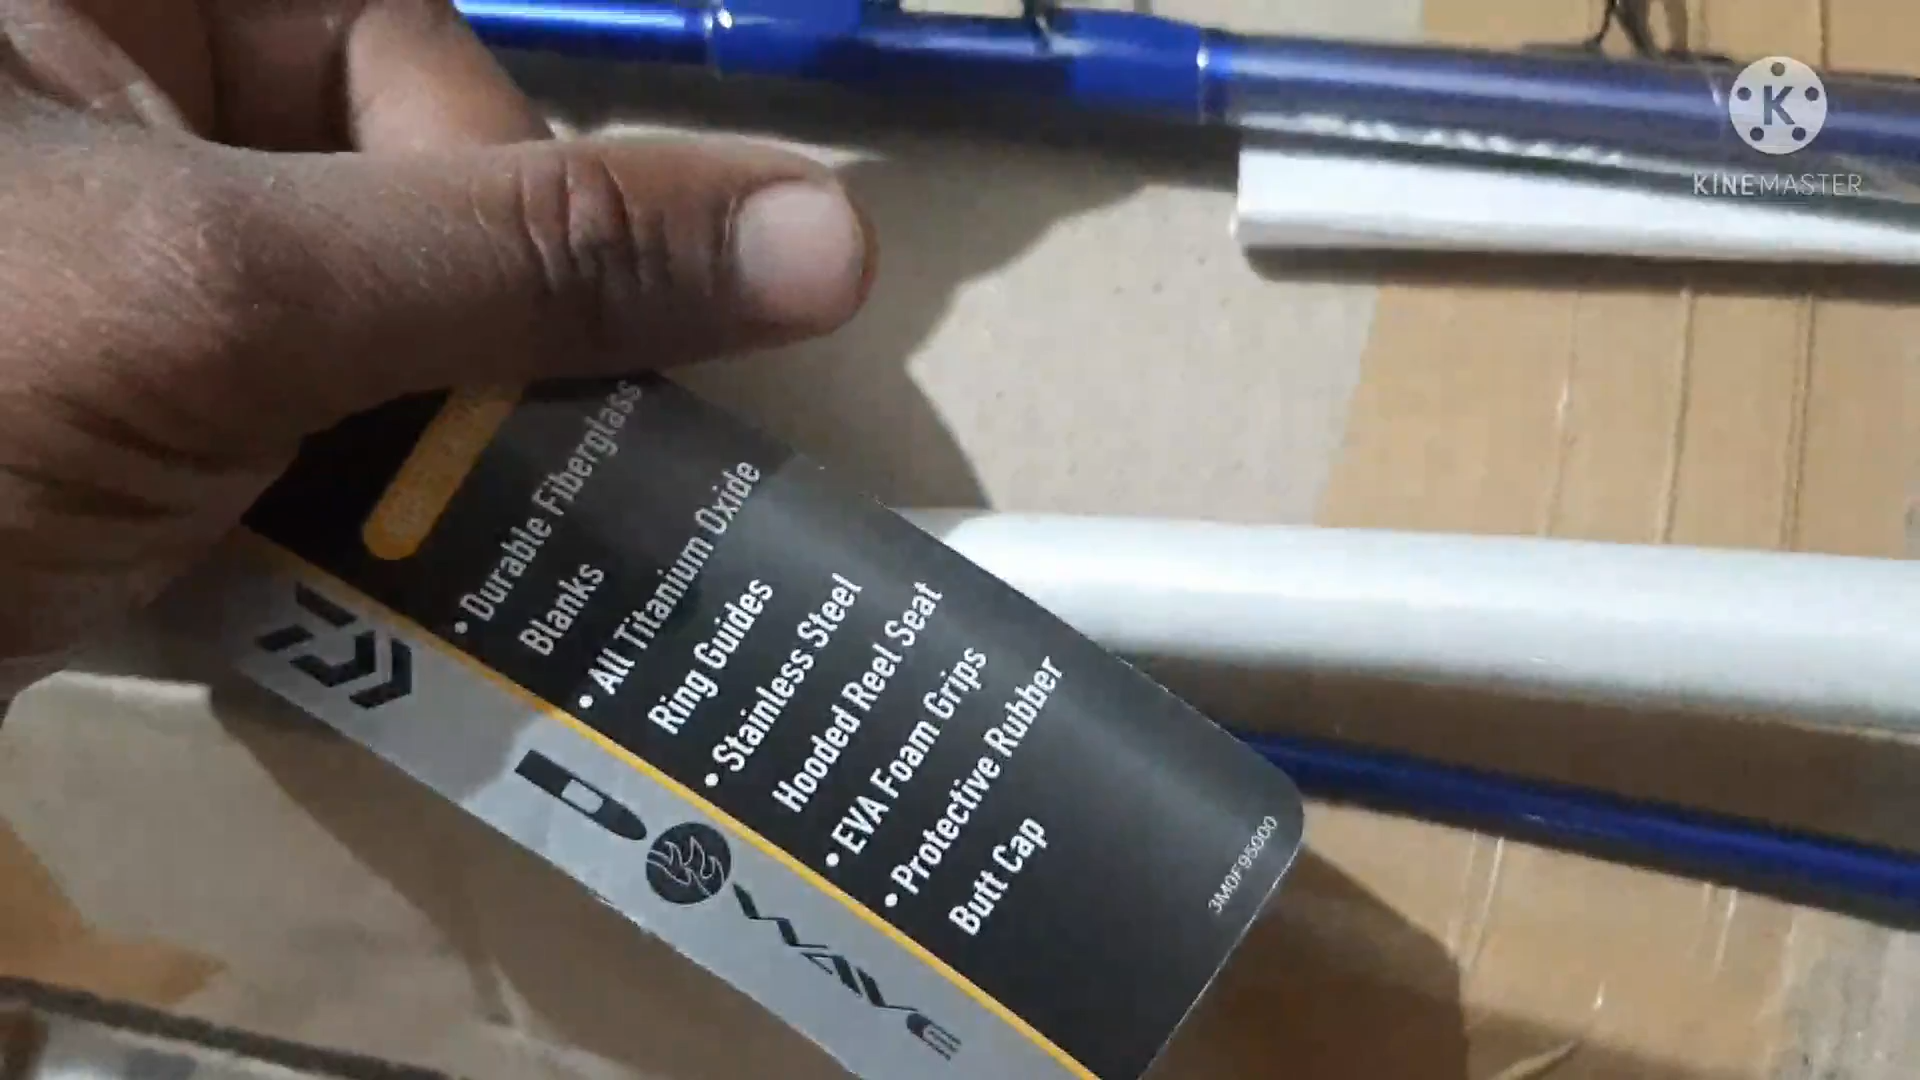 K
KINEMASTER
• Durable Fiberglass
Blanks
• All Titanium Oxide
Ring Guides
• Stainless Steel
Hooded Reel Seat
• EVA Foam Grips
• Protective Rubber
Butt Cap
3M0F95000
D WAVE